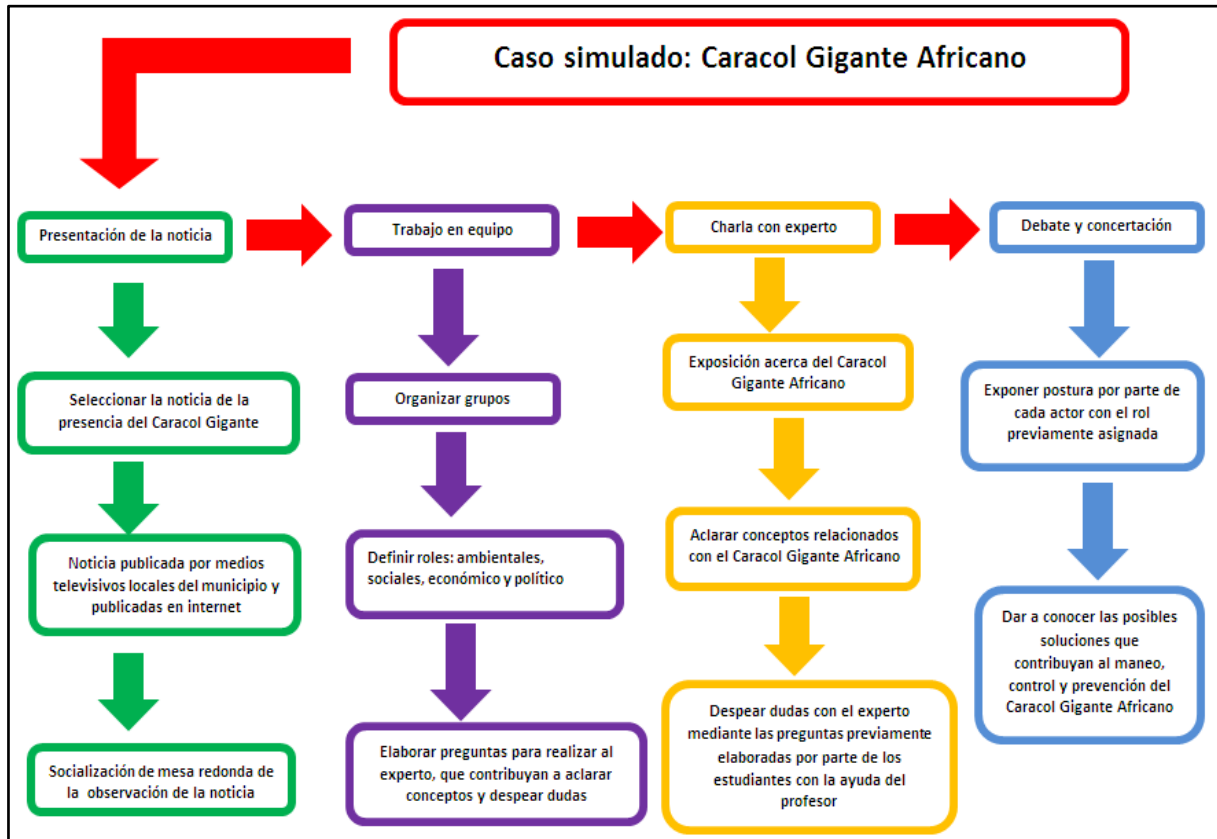 Caso simulado: Caracol Gigante Africano
Presentación de la noticia
Trabajo en equipo
Charla con experto
Debate y concertación
Seleccionar la noticia de la
presencia del Caracol Gigante
Noticia publicada por medios
televisivos locales del municipio y
publicadas en internet
Socialización de mesa redonda de
la observación de la noticia
Organizar grupos
Definir roles: ambientales,
sociales, económico y político
Elaborar preguntas para realizar al
experto, que contribuyan a aclarar
conceptos y despear dudas
Exposición acerca del Caracol
Gigante Africano
Aclarar conceptos relacionados
con el Caracol Gigante Africano
Despear dudas con el experto
mediante las preguntas previamente
elaboradas por parte de los
estudiantes con la ayuda del
profesor
Exponer postura por parte de
cada actor con el rol
previamente asignada
Dar a conocer las posibles
soluciones que
contribuyan al maneo,
control y prevención del
Caracol Gigante Africano